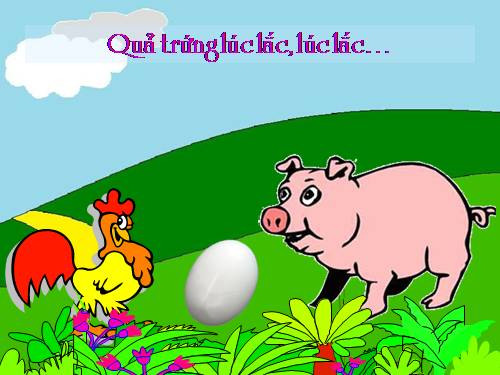 Quả trứng lúc lắc, lúc lắc...